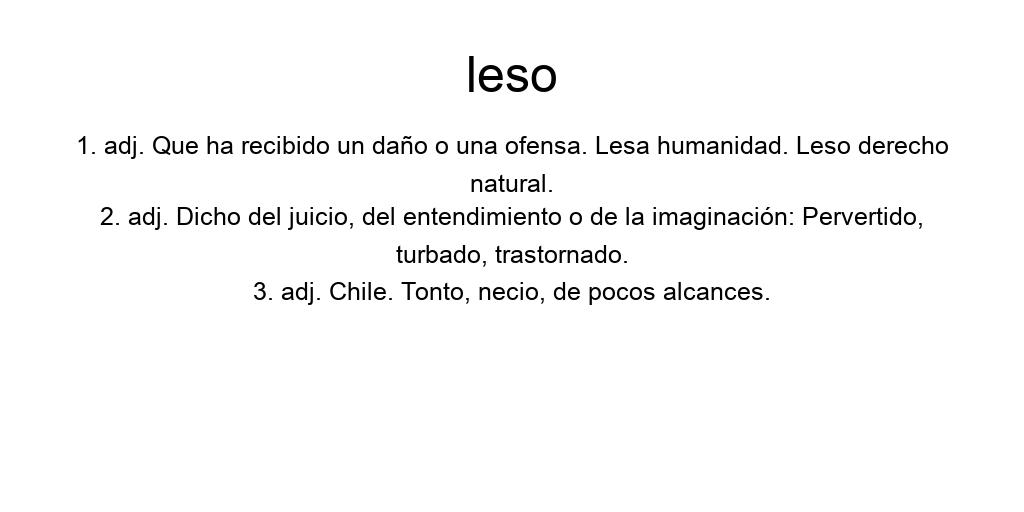 leso
1. adj. Que ha recibido un daño o una ofensa. Lesa humanidad. Leso derecho
natural.
2. adj. Dicho del juicio, del entendimiento o de la imaginación: Pervertido,
turbado, trastornado.
3. adj. Chile. Tonto, necio, de pocos alcances.